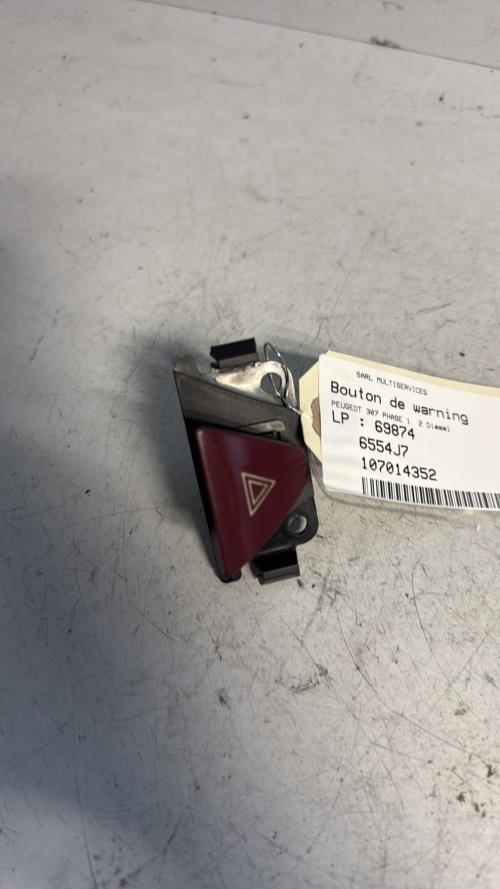 SARL MULTISERVICES
Bouton de warning
PEUGEOT 307 PHASE 1 2 Diesel
LP : 69874
6554J7
107014352